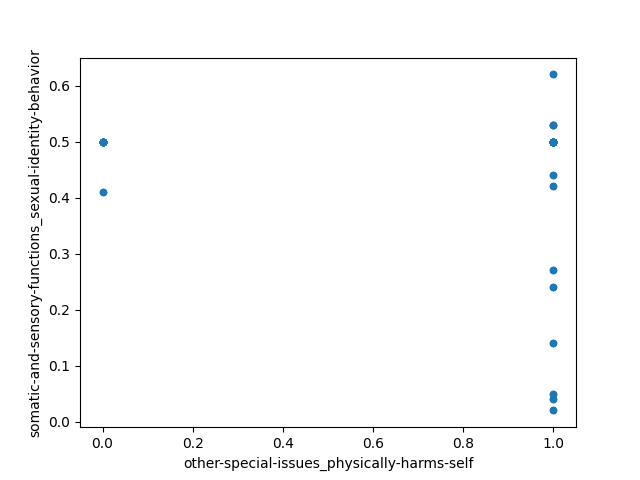 somatic-and-sensory-functions_sexual-identity-behavior
0.6
0.5
0.4
0.3
0.2
0.1
0.0
0.0 0.2 0.4 0.6 0.8 1.0
other-special-issues_physically-harms-self